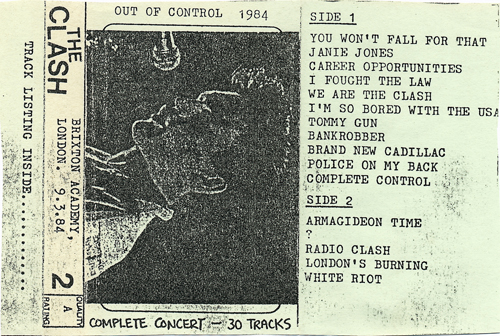 TRACK LISTING INSIDE...........
THE
CLASH
BRIXTON ACADEMY,
LONDON. 9.3.84
2
QUALITY
A
RATING
OUT OF CONTROL 1984
COMPLETE CONCERT — 30 TRACKS
SIDE 1
YOU WON'T FALL FOR THAT
JANIE JONES
CAREER OPPORTUNITIES
I FOUGHT THE LAW
WE ARE THE CLASH
I'M SO BORED WITH THE USA
TOMMY GUN
BANKROBBER
BRAND NEW CADILLAC
POLICE ON MY BACK
COMPLETE CONTROL
SIDE 2
ARMAGIDEON TIME
?
RADIO CLASH
LONDON'S BURNING
WHITE RIOT